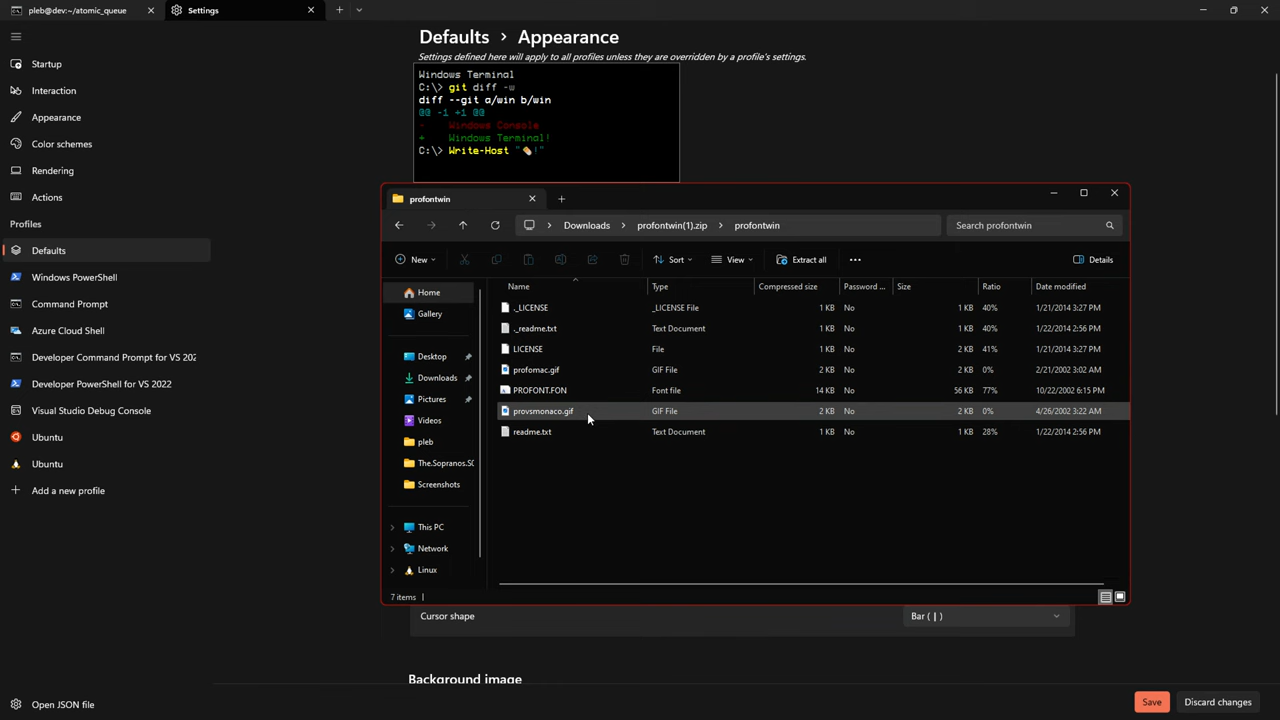 pleb@dev:~/atomic_queue
Settings
Defaults > Appearance
Settings defined here will apply to all profiles unless they are overridden by a profile's settings.
Startup
Interaction
Appearance
Color schemes
Rendering
Actions
Profiles
Defaults
Windows PowerShell
Command Prompt
Azure Cloud Shell
Developer Command Prompt for VS 202
Developer PowerShell for VS 2022
Visual Studio Debug Console
Ubuntu
Ubuntu
Add a new profile
Open JSON file
Windows Terminal
C:\> git diff -w
diff --git a/win b/win
@@ -1 +1 @@
- Windows Console
+ Windows Terminal!
C:\> Write-Host "✏️!"
profontwin
Downloads > profontwin(1).zip > profontwin
Search profontwin
New
Sort
View
Extract all
Details
Home
Gallery
Desktop
Downloads
Pictures
Videos
pleb
The.Sopranos.S(
Screenshots
This PC
Network
Linux
Name Type Compressed size Password ... Size Ratio Date modified
._LICENSE _LICENSE File 1 KB No 1 KB 40% 1/21/2014 3:27 PM
._readme.txt Text Document 1 KB No 1 KB 40% 1/22/2014 2:56 PM
LICENSE File 1 KB No 2 KB 41% 1/21/2014 3:27 PM
profomac.gif GIF File 2 KB No 2 KB 0% 2/21/2002 3:02 AM
PROFONT.FON Font file 14 KB No 56 KB 77% 10/22/2002 6:15 PM
provsmonaco.gif GIF File 2 KB No 2 KB 0% 4/26/2002 3:22 AM
readme.txt Text Document 1 KB No 1 KB 28% 1/22/2014 2:56 PM
7 items
Cursor shape
Bar ( | )
Background image
Save
Discard changes